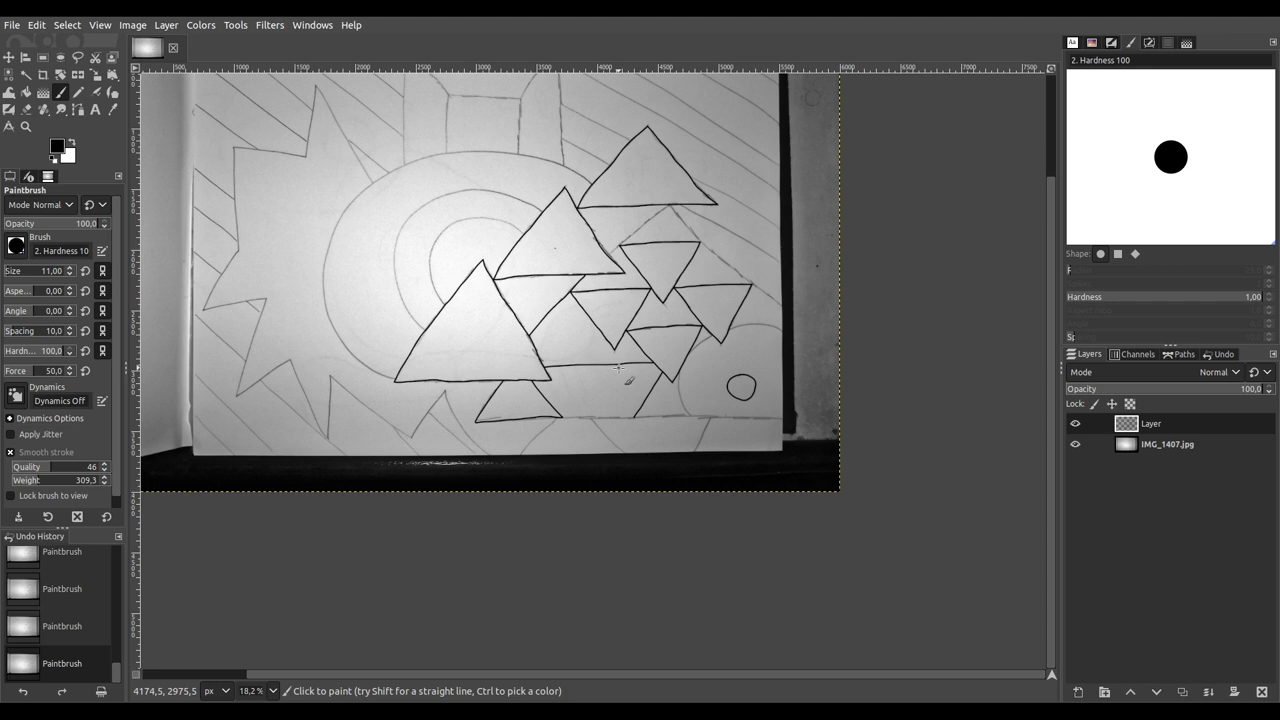 File Edit Select View Image Layer Colors Tools Filters Windows Help
Paintbrush
Mode Normal
Opacity 100,0
Brush
2. Hardness 10
Size 11,00
Aspe... 0,00
Angle 0,00
Spacing 10,0
Hardn... 100,0
Force 50,0
Dynamics
Dynamics Off
Dynamics Options
Apply Jitter
Smooth stroke
Quality 46
Weight 309,3
Lock brush to view
Undo History
Paintbrush
Paintbrush
Paintbrush
Paintbrush
4174,5, 2975,5 px 18,2 % Click to paint (try Shift for a straight line, Ctrl to pick a color)
2. Hardness 100
Shape:
Hardness 1,00
Layers Channels Paths Undo
Mode Normal
Opacity 100,0
Lock:
Layer
IMG_1407.jpg